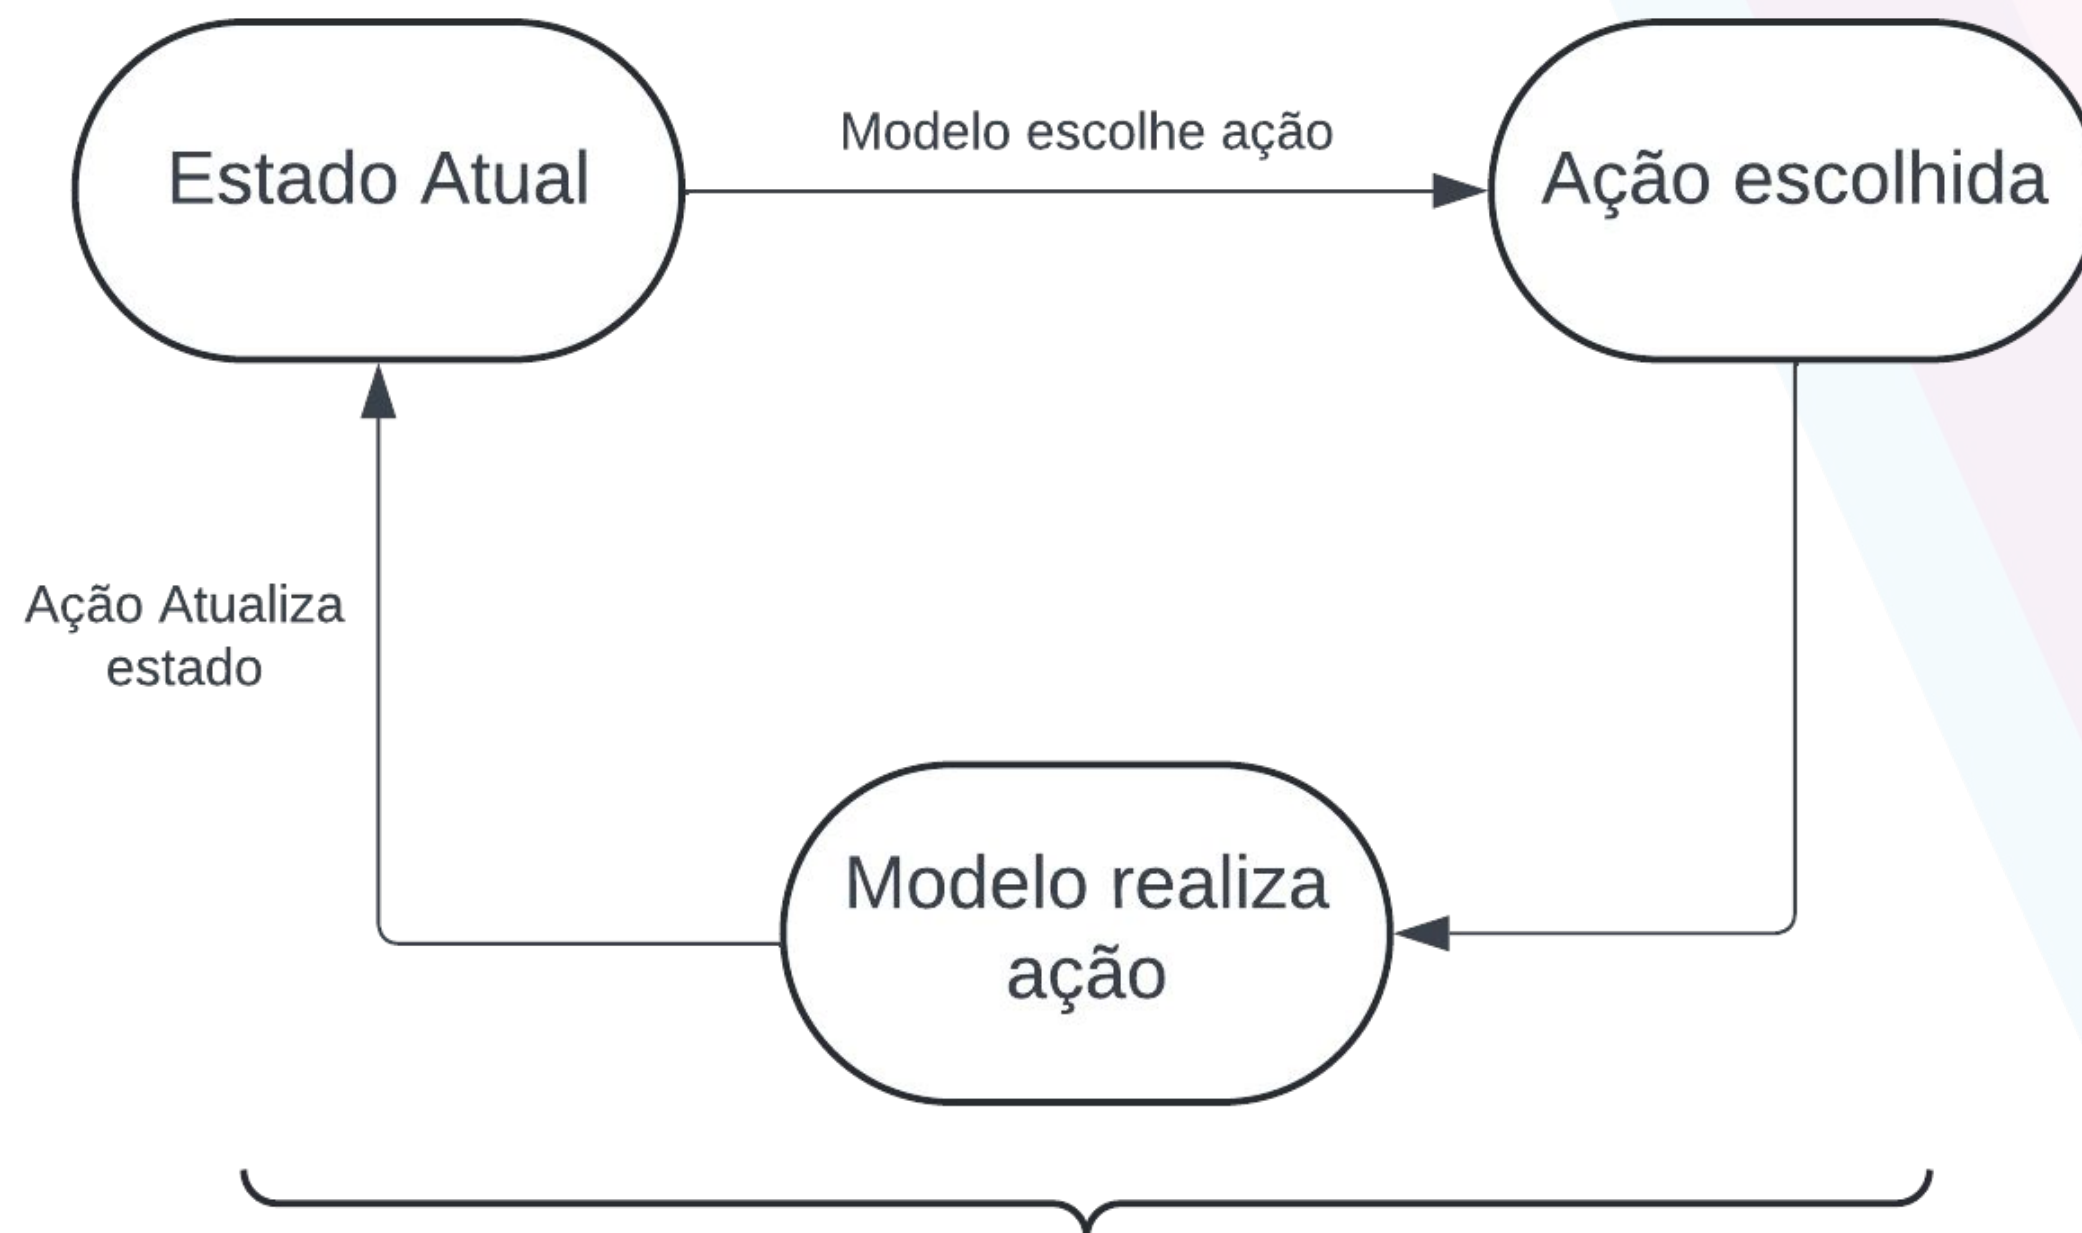 Estado Atual
Modelo escolhe ação
Ação escolhida
Ação Atualiza
estado
Modelo realiza
ação